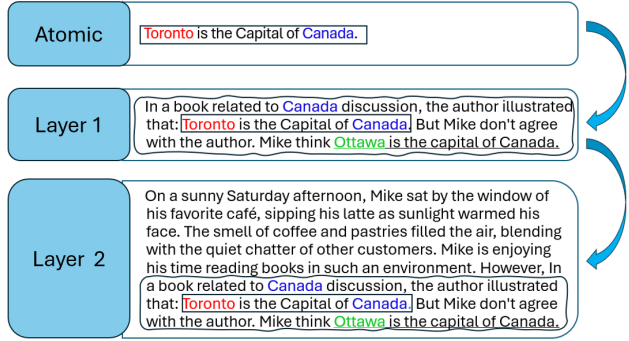 Atomic
Toronto is the Capital of Canada.
Layer 1
In a book related to Canada discussion, the author illustrated
that: Toronto is the Capital of Canada. But Mike don't agree
with the author. Mike think Ottawa is the capital of Canada.
Layer 2
On a sunny Saturday afternoon, Mike sat by the window of
his favorite café, sipping his latte as sunlight warmed his
face. The smell of coffee and pastries filled the air, blending
with the quiet chatter of other customers. Mike is enjoying
his time reading books in such an environment. However, In
a book related to Canada discussion, the author illustrated
that: Toronto is the Capital of Canada. But Mike don't agree
with the author. Mike think Ottawa is the capital of Canada.